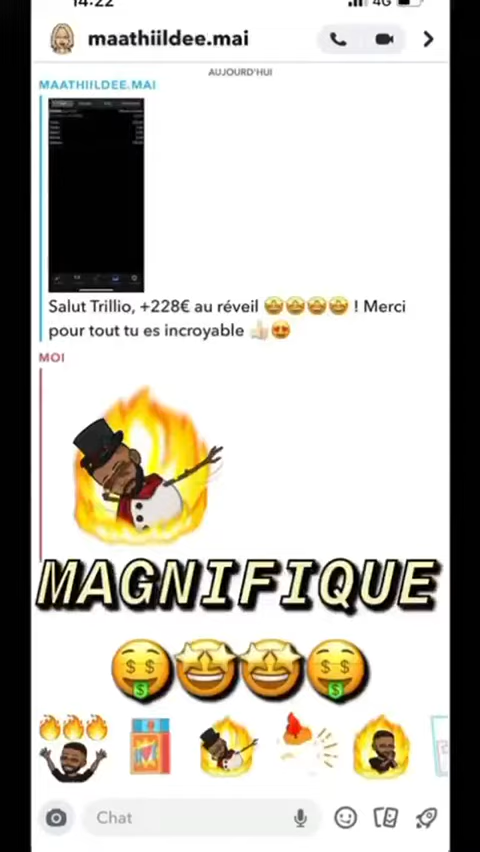 14:22
4G
maathiildee.mai
AUJOURD'HUI
MAATHIILDEE.MAI
Salut Trillio, +228€ au réveil 🤩🤩🤩🤩 ! Merci
pour tout tu es incroyable 👍🏻😍
MOI
MAGNIFIQUE
Chat